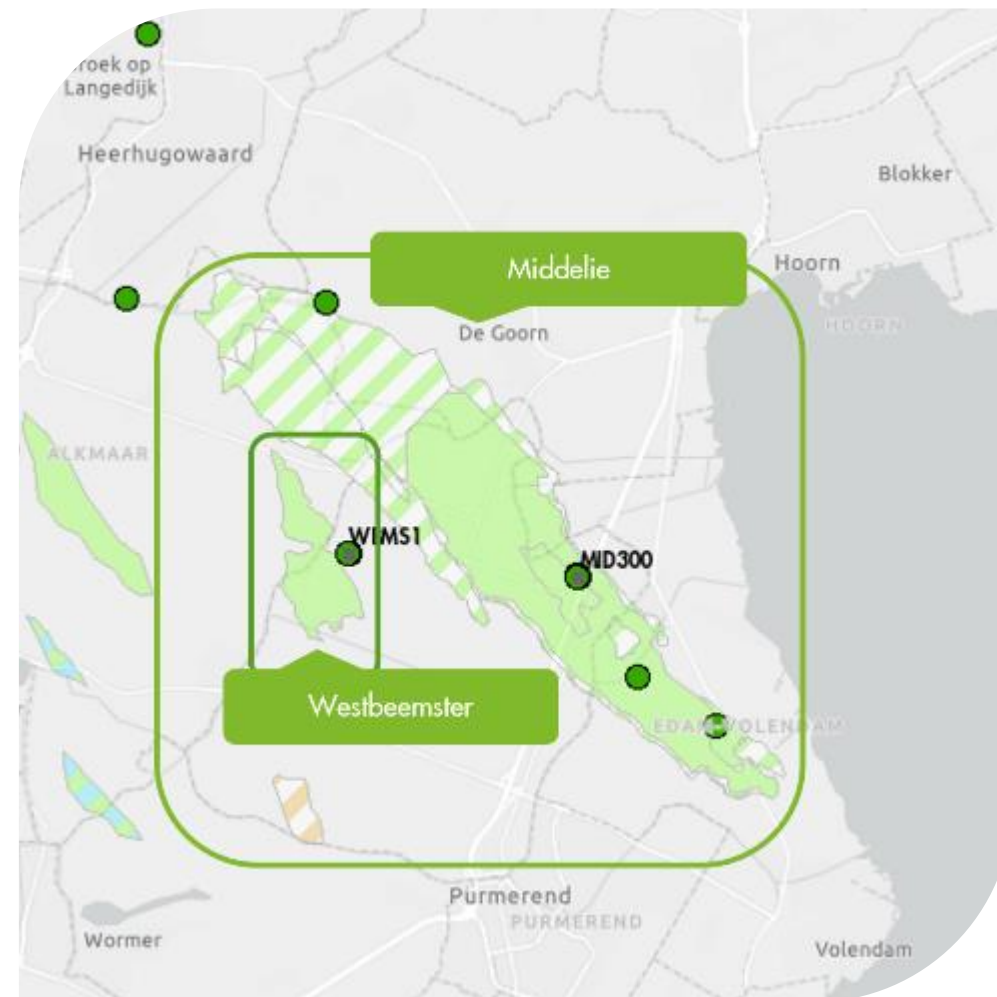 roek op
Langedijk
Heerhugowaard
Blokker
Middelie
Hoorn
HOORN
De Goorn
ALKMAAR
WIMS1
MID300
EDAM-VOLENDAM
Westbeemster
Purmerend
PURMEREND
Wormer
Volendam